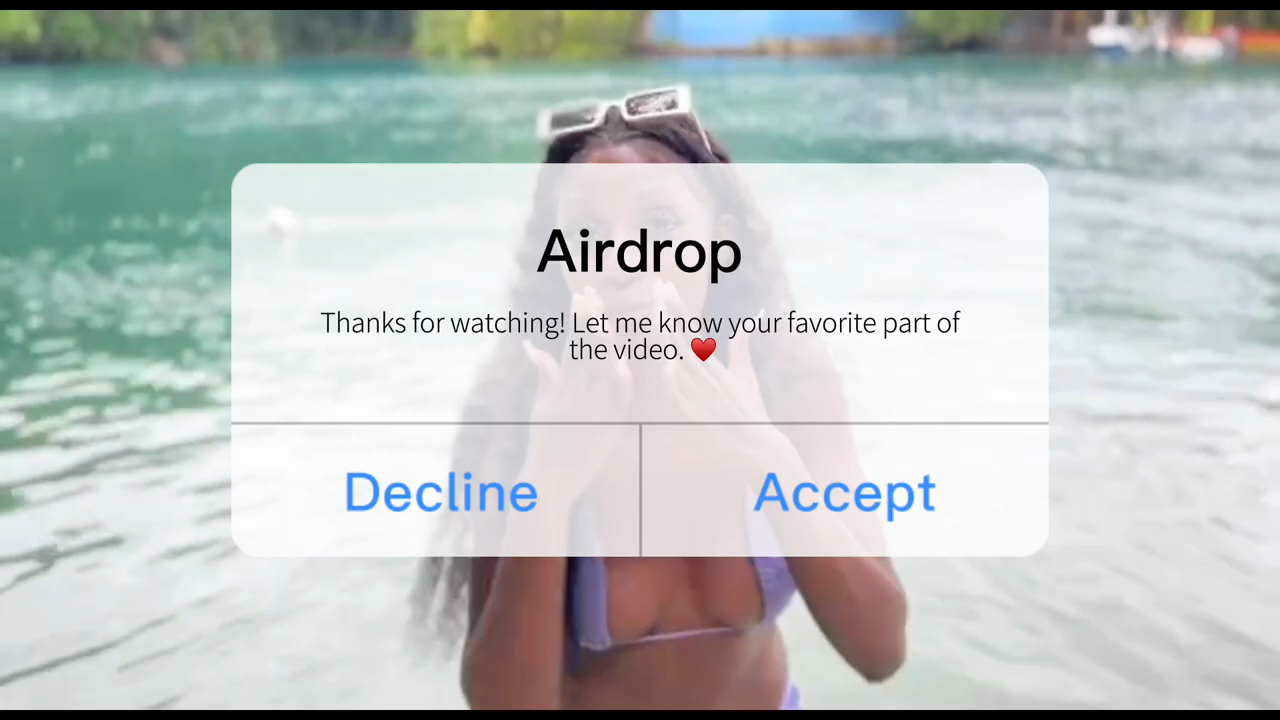 Airdrop
Thanks for watching! Let me know your favorite part of
the video. ♥️
Decline
Accept